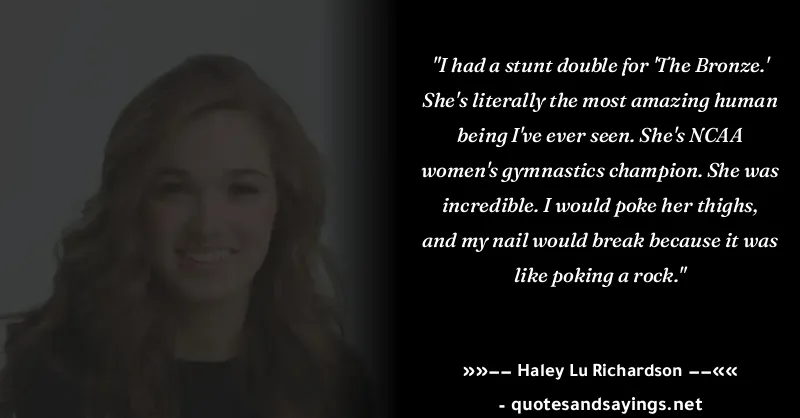 "I had a stunt double for 'The Bronze.'
She's literally the most amazing human
being I've ever seen. She's NCAA
women's gymnastics champion. She was
incredible. I would poke her thighs,
and my nail would break because it was
like poking a rock."
»»–– Haley Lu Richardson ––««
- quotesandsayings.net